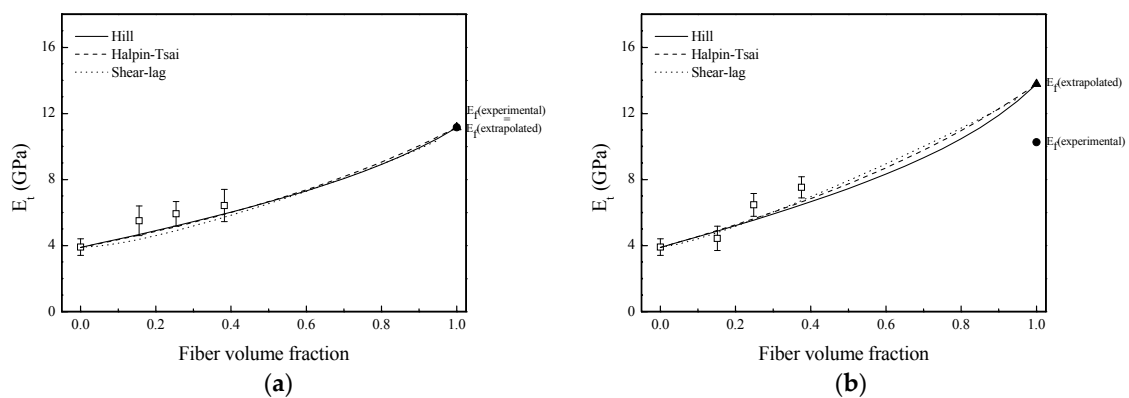 16
12
8
4
0
E_t (GPa)
Hill
Halpin-Tsai
Shear-lag
E_f(experimental)
=
E_f(extrapolated)
0.0 0.2 0.4 0.6 0.8 1.0
Fiber volume fraction
(a)
16
12
8
4
0
E_t (GPa)
Hill
Halpin-Tsai
Shear-lag
E_f(extrapolated)
E_f(experimental)
0.0 0.2 0.4 0.6 0.8 1.0
Fiber volume fraction
(b)